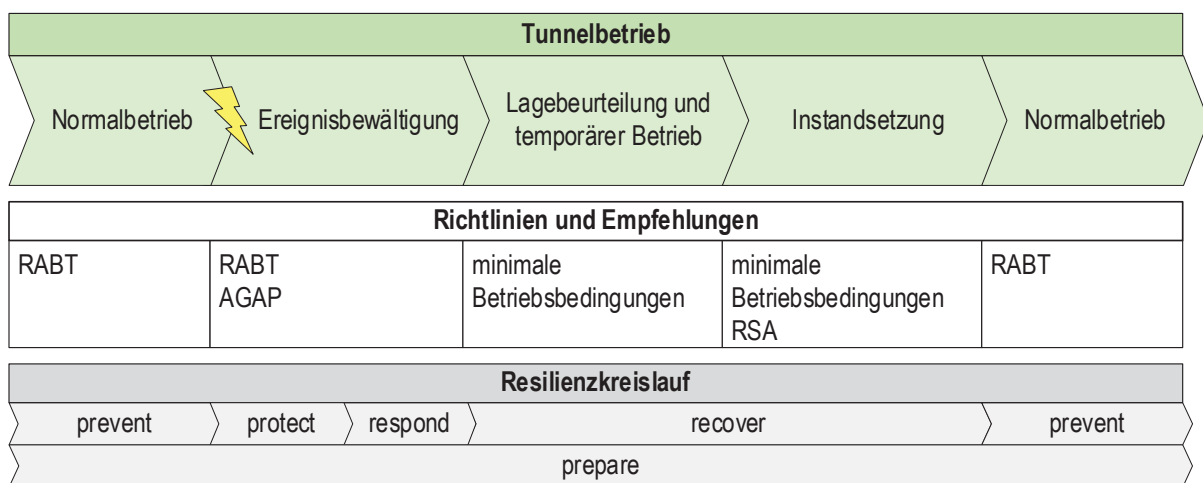 Tunnelbetrieb
Normalbetrieb
Ereignisbewältigung
Lagebeurteilung und
temporärer Betrieb
Instandsetzung
Normalbetrieb
Richtlinien und Empfehlungen
RABT
RABT
AGAP
minimale
Betriebsbedingungen
minimale
Betriebsbedingungen
RSA
RABT
Resilienzkreislauf
prevent
protect
respond
recover
prevent
prepare